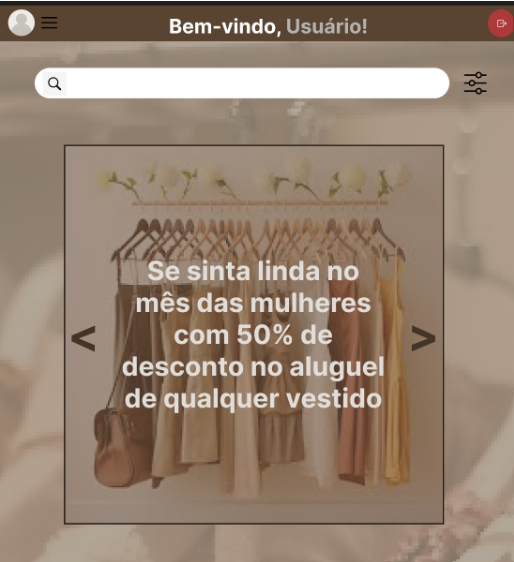 Bem-vindo, Usuário!
Se sinta linda no
mês das mulheres
com 50% de
desconto no aluguel
de qualquer vestido
< >